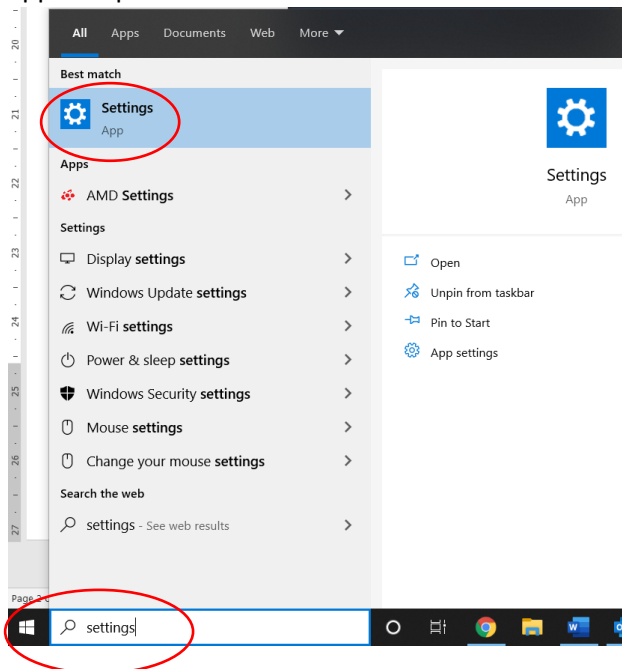 All Apps Documents Web More
Best match
Settings
App
Apps
AMD Settings
Settings
Display settings
Windows Update settings
Wi-Fi settings
Power & sleep settings
Windows Security settings
Mouse settings
Change your mouse settings
Search the web
settings - See web results
Settings
App
Open
Unpin from taskbar
Pin to Start
App settings
20
21
22
23
24
25
26
27
Page 2
settings